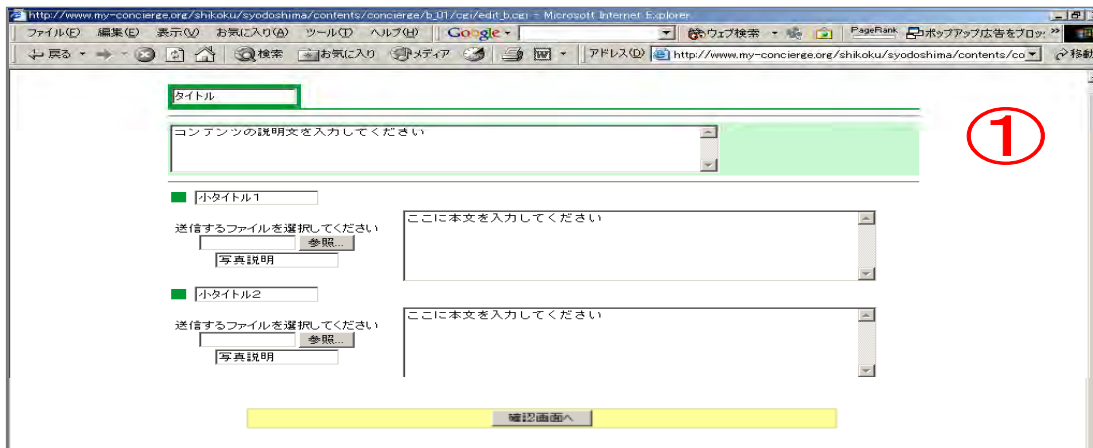 http://www.my-concierge.org/shikoku/syodoshima/contents/concierge/b_01/cgi/edit_b.cgi - Microsoft Internet Explorer
ファイル(F) 編集(E) 表示(V) お気に入り(A) ツール(T) ヘルプ(H) Google ウェブ検索 PageRank ポップアップ広告をブロッ »
戻る 検索 お気に入り メディア アドレス(D) http://www.my-concierge.org/shikoku/syodoshima/contents/co 移動
タイトル
①
コンテンツの説明文を入力してください
小タイトル1
ここに本文を入力してください
送信するファイルを選択してください
参照...
写真説明
小タイトル2
ここに本文を入力してください
送信するファイルを選択してください
参照...
写真説明
確認画面へ